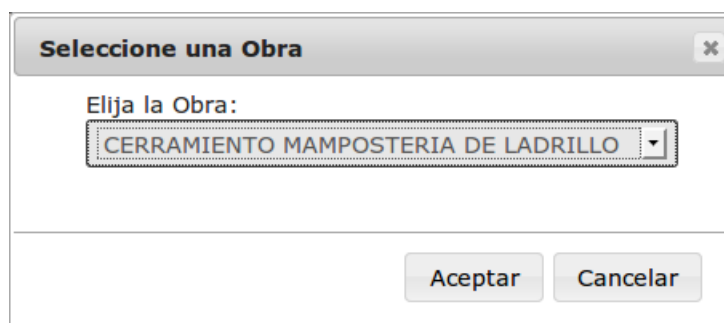 Seleccione una Obra
Elija la Obra:
CERRAMIENTO MAMPOSTERIA DE LADRILLO
Aceptar Cancelar